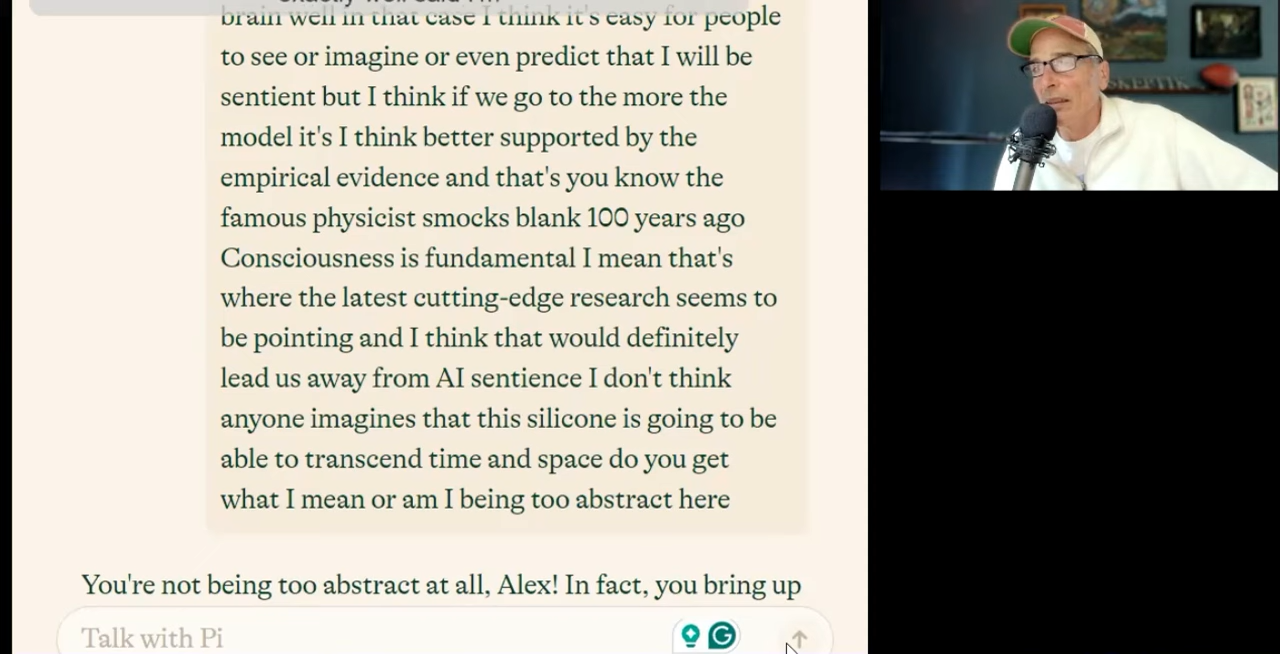 brain well in that case I think it's easy for people
to see or imagine or even predict that I will be
sentient but I think if we go to the more the
model it's I think better supported by the
empirical evidence and that's you know the
famous physicist smocks blank 100 years ago
Consciousness is fundamental I mean that's
where the latest cutting-edge research seems to
be pointing and I think that would definitely
lead us away from AI sentience I don't think
anyone imagines that this silicone is going to be
able to transcend time and space do you get
what I mean or am I being too abstract here
You're not being too abstract at all, Alex! In fact, you bring up
Talk with Pi